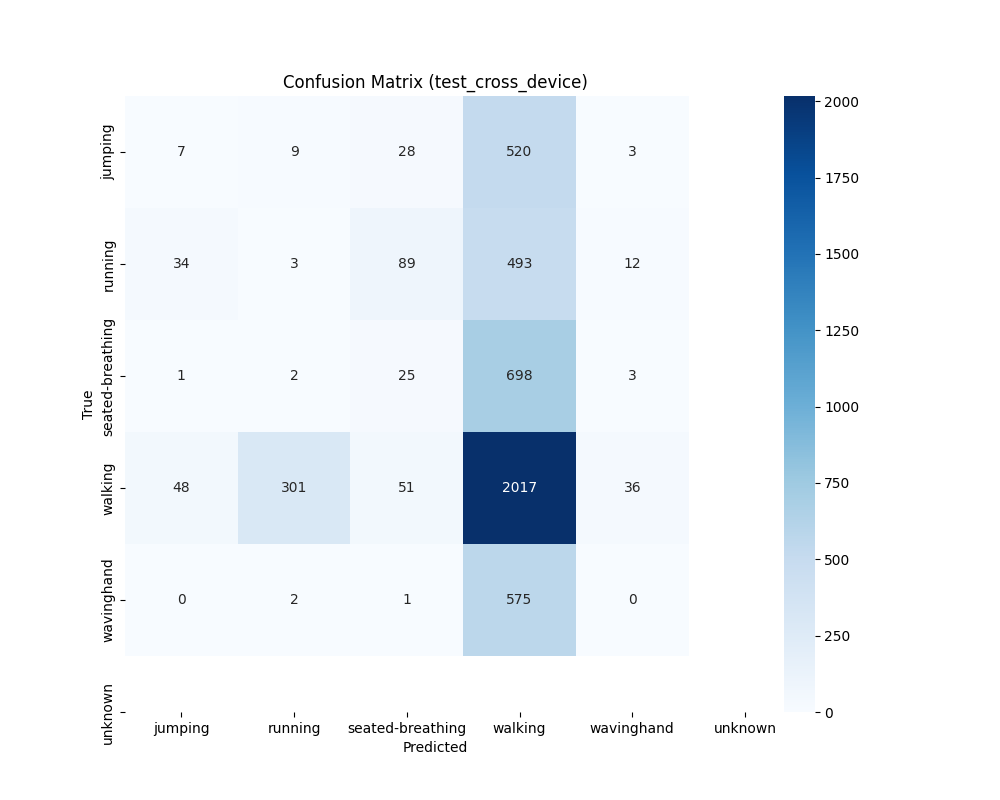 Confusion Matrix (test_cross_device)
True
jumping 7 9 28 520 3
running 34 3 89 493 12
seated-breathing 1 2 25 698 3
walking 48 301 51 2017 36
wavinghand 0 2 1 575 0
unknown
jumping running seated-breathing walking wavinghand unknown
Predicted
2000
1750
1500
1250
1000
750
500
250
0